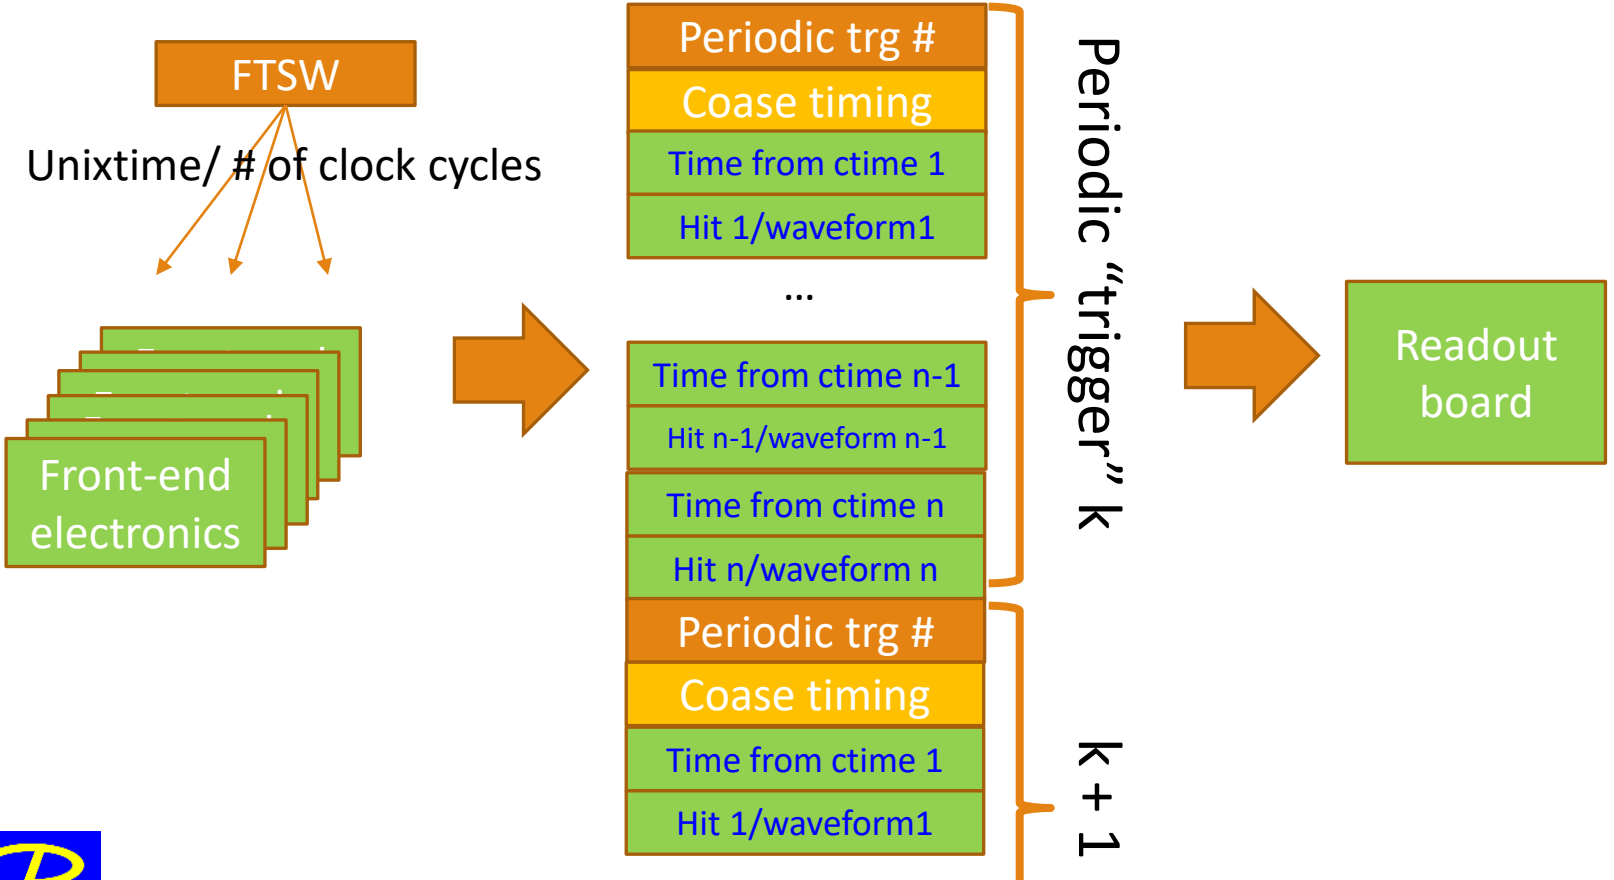 FTSW
Unixtime/ # of clock cycles
Front-end
electronics
Periodic trg #
Coase timing
Time from ctime 1
Hit 1/waveform1
...
Time from ctime n-1
Hit n-1/waveform n-1
Time from ctime n
Hit n/waveform n
Periodic trg #
Coase timing
Time from ctime 1
Hit 1/waveform1
Periodic “trigger” k
k + 1
Readout
board